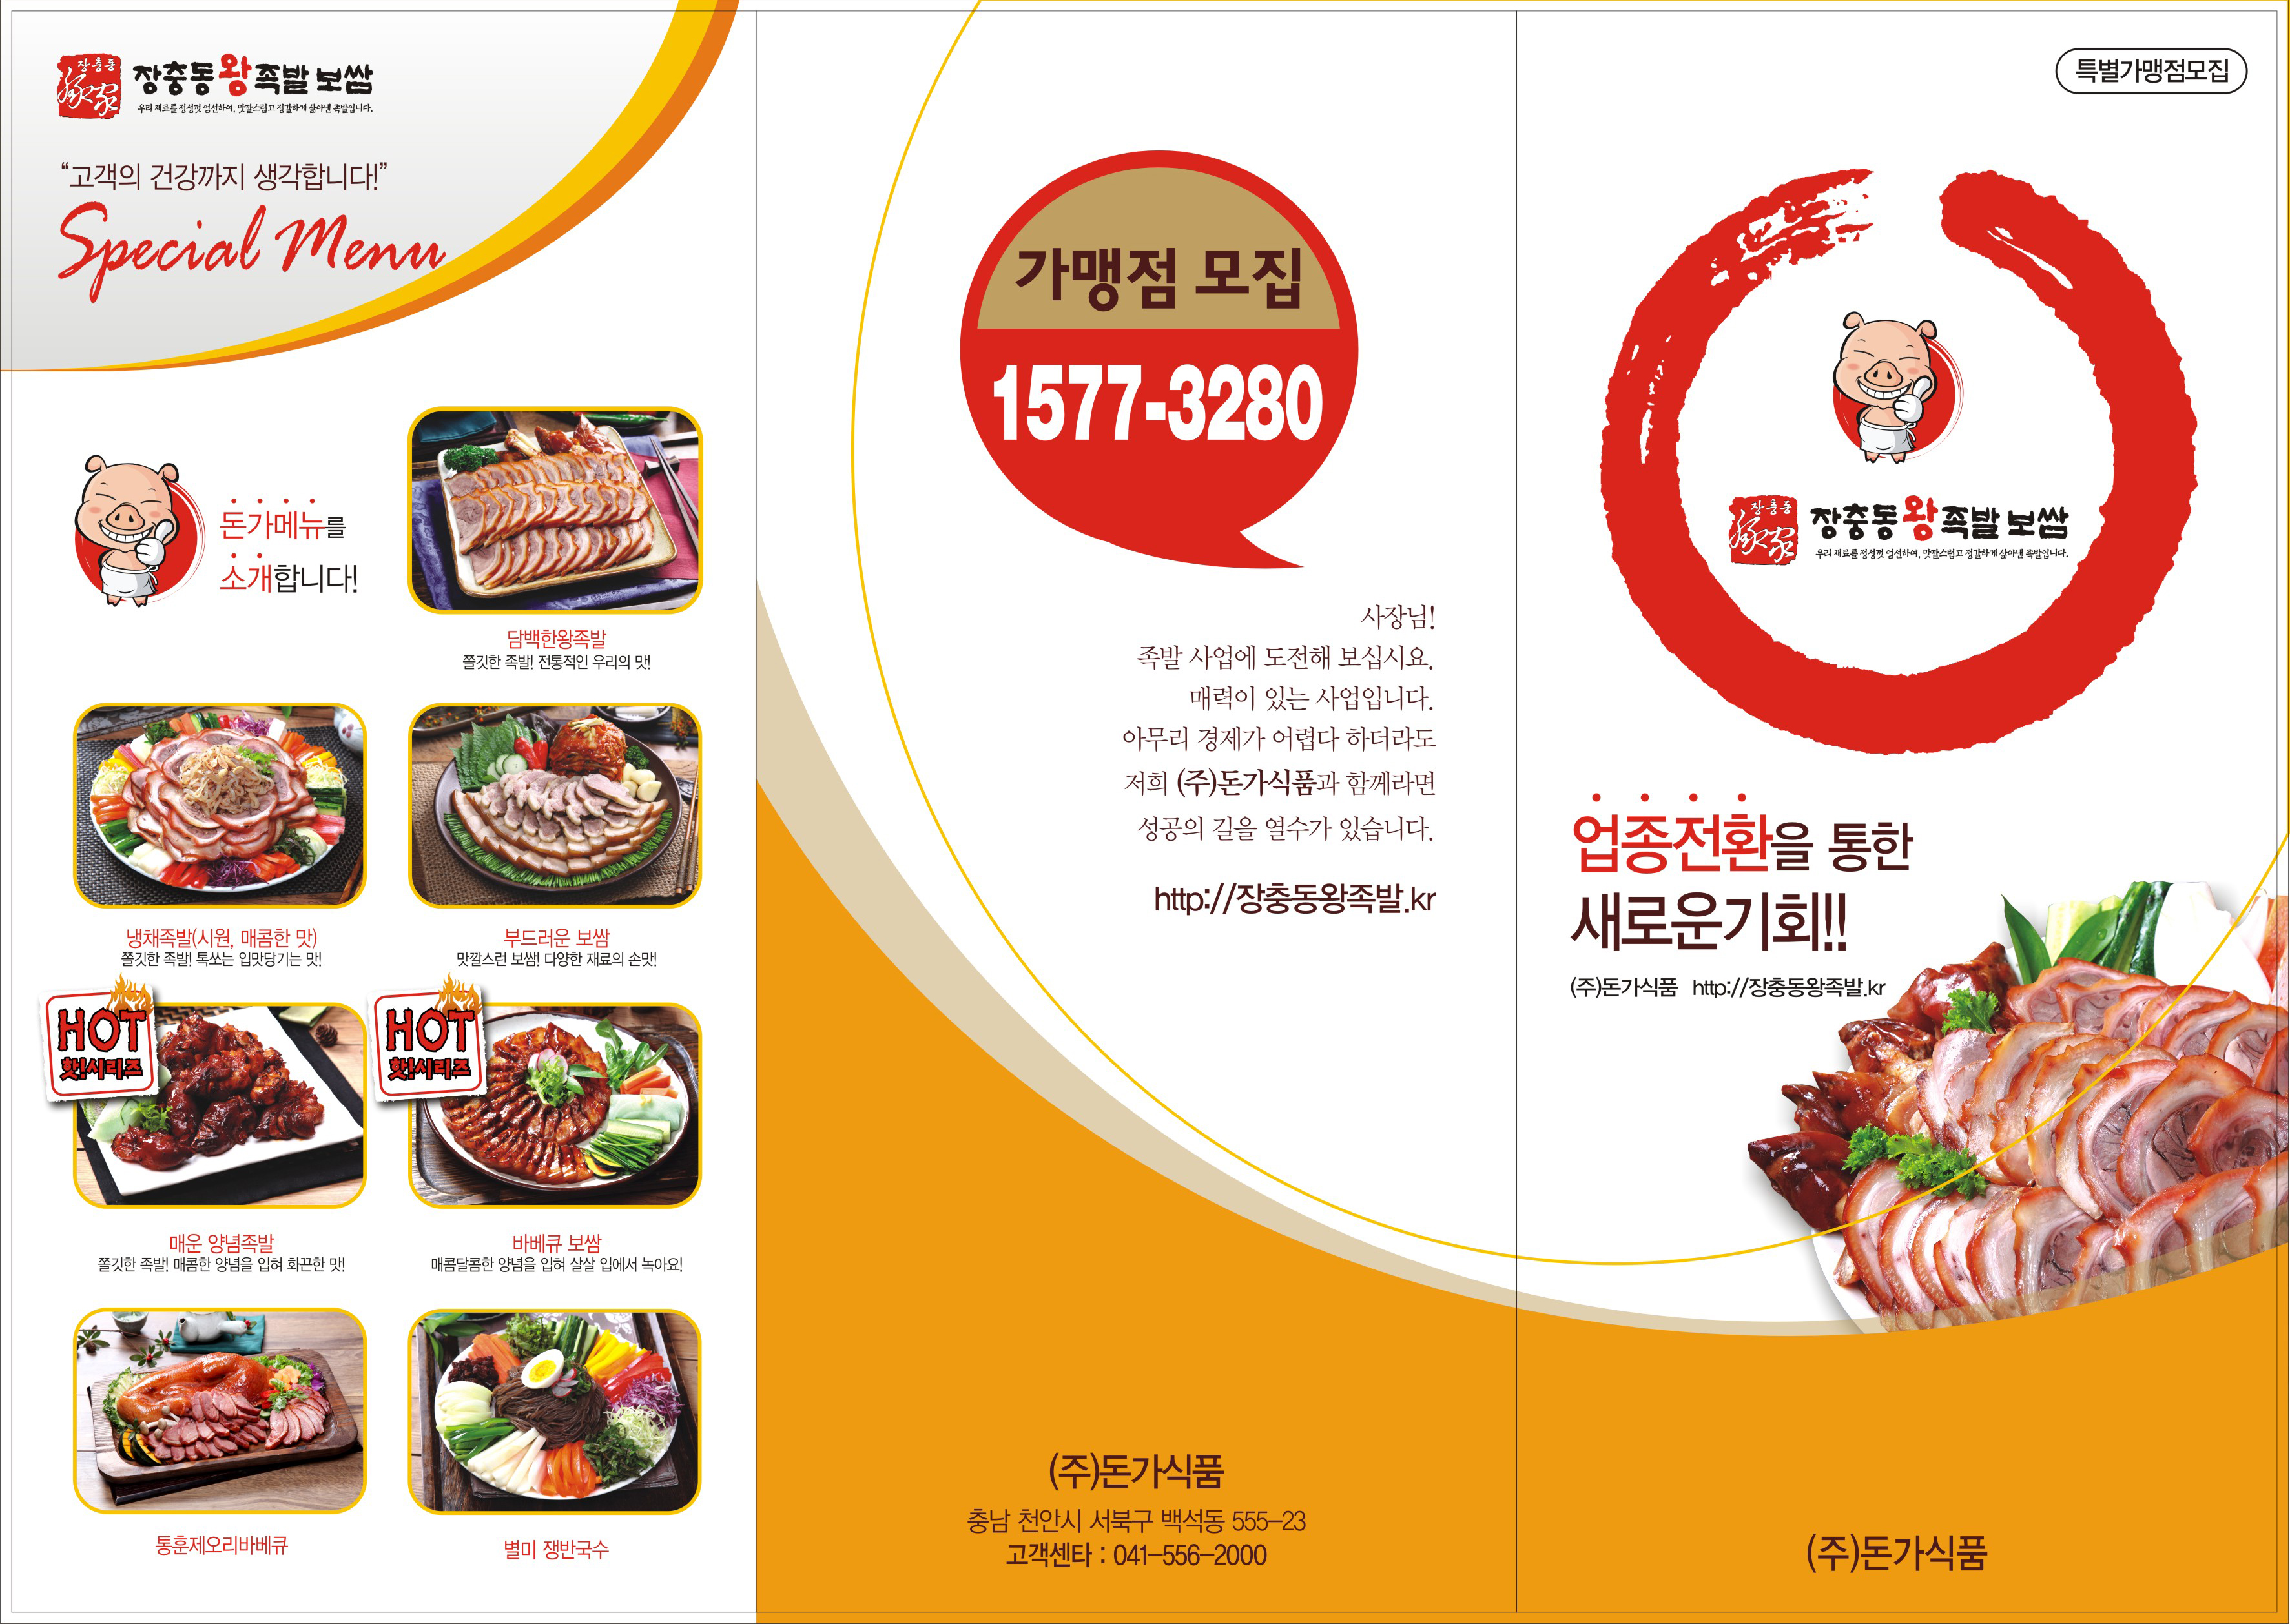 장충동
豚家
장충동왕족발보쌈
우리 재료를 정성껏 엄선하여, 맛깔스럽고 정갈하게 삶아낸 족발입니다.
“고객의 건강까지 생각합니다!”
Special Menu
돈가메뉴를
소개합니다!
담백한왕족발
쫄깃한 족발! 전통적인 우리의 맛!
냉채족발(시원, 매콤한 맛)
쫄깃한 족발! 톡쏘는 입맛당기는 맛!
부드러운 보쌈
맛깔스런 보쌈! 다양한 재료의 손맛!
HOT
핫!시리즈
매운 양념족발
쫄깃한 족발! 매콤한 양념을 입혀 화끈한 맛!
HOT
핫!시리즈
바베큐 보쌈
매콤달콤한 양념을 입혀 살살 입에서 녹아요!
통훈제오리바베큐
별미 쟁반국수
가맹점 모집
1577-3280
사장님!
족발 사업에 도전해 보십시요.
매력이 있는 사업입니다.
아무리 경제가 어렵다 하더라도
저희 (주)돈가식품과 함께라면
성공의 길을 열수가 있습니다.
http://장충동왕족발.kr
(주)돈가식품
충남 천안시 서북구 백석동 555-23
고객센타 : 041-556-2000
특별가맹점모집
장충동
豚家
장충동왕족발보쌈
우리 재료를 정성껏 엄선하여, 맛깔스럽고 정갈하게 삶아낸 족발입니다.
업종전환을 통한
새로운기회!!
(주)돈가식품 http://장충동왕족발.kr
(주)돈가식품